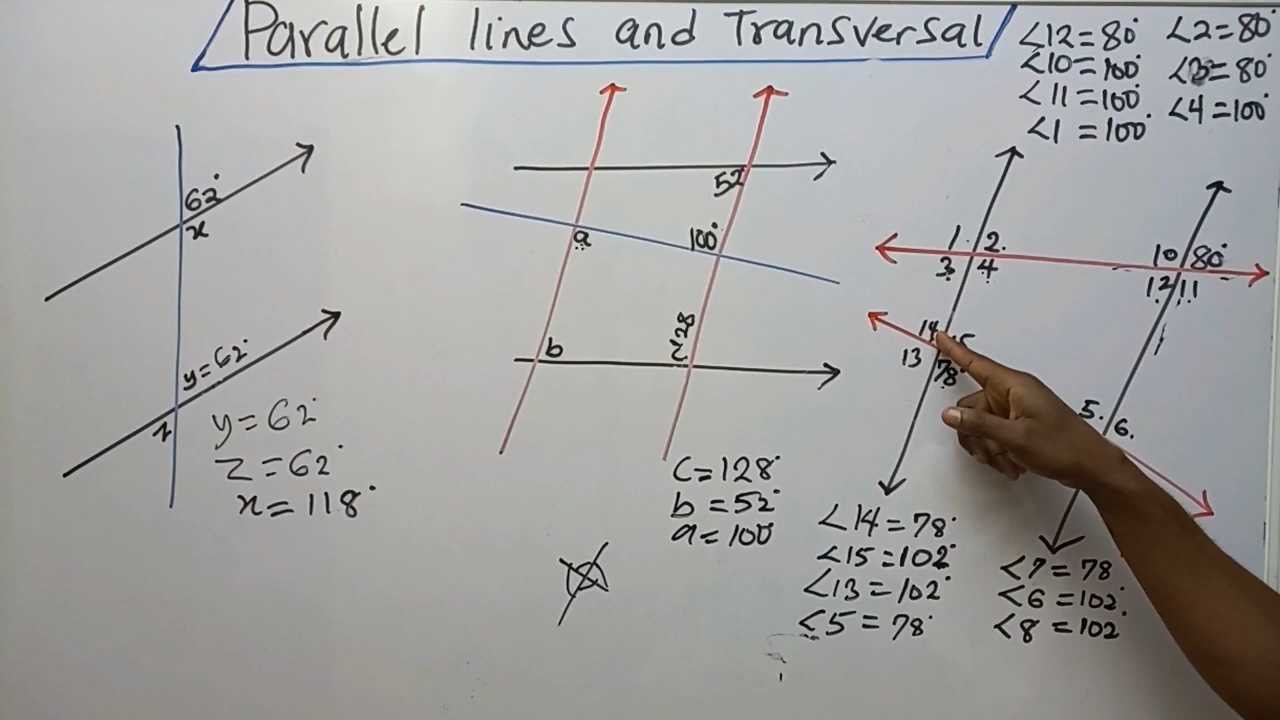 Parallel lines and Transversal
<12=80°
<10=100°
<11=100°
<1=100°
<2=80°
<3=80°
<4=100°
62°
x
y=62°
z
y=62°
z=62°
x=118°
52
a
100°
b
128
C=128°
b=52°
a=100
1
2
3
4
10
80°
12
11
14
13
78°
5
6
<14=78°
<15=102°
<13=102°
<5=78°
<7=78
<6=102°
<8=102